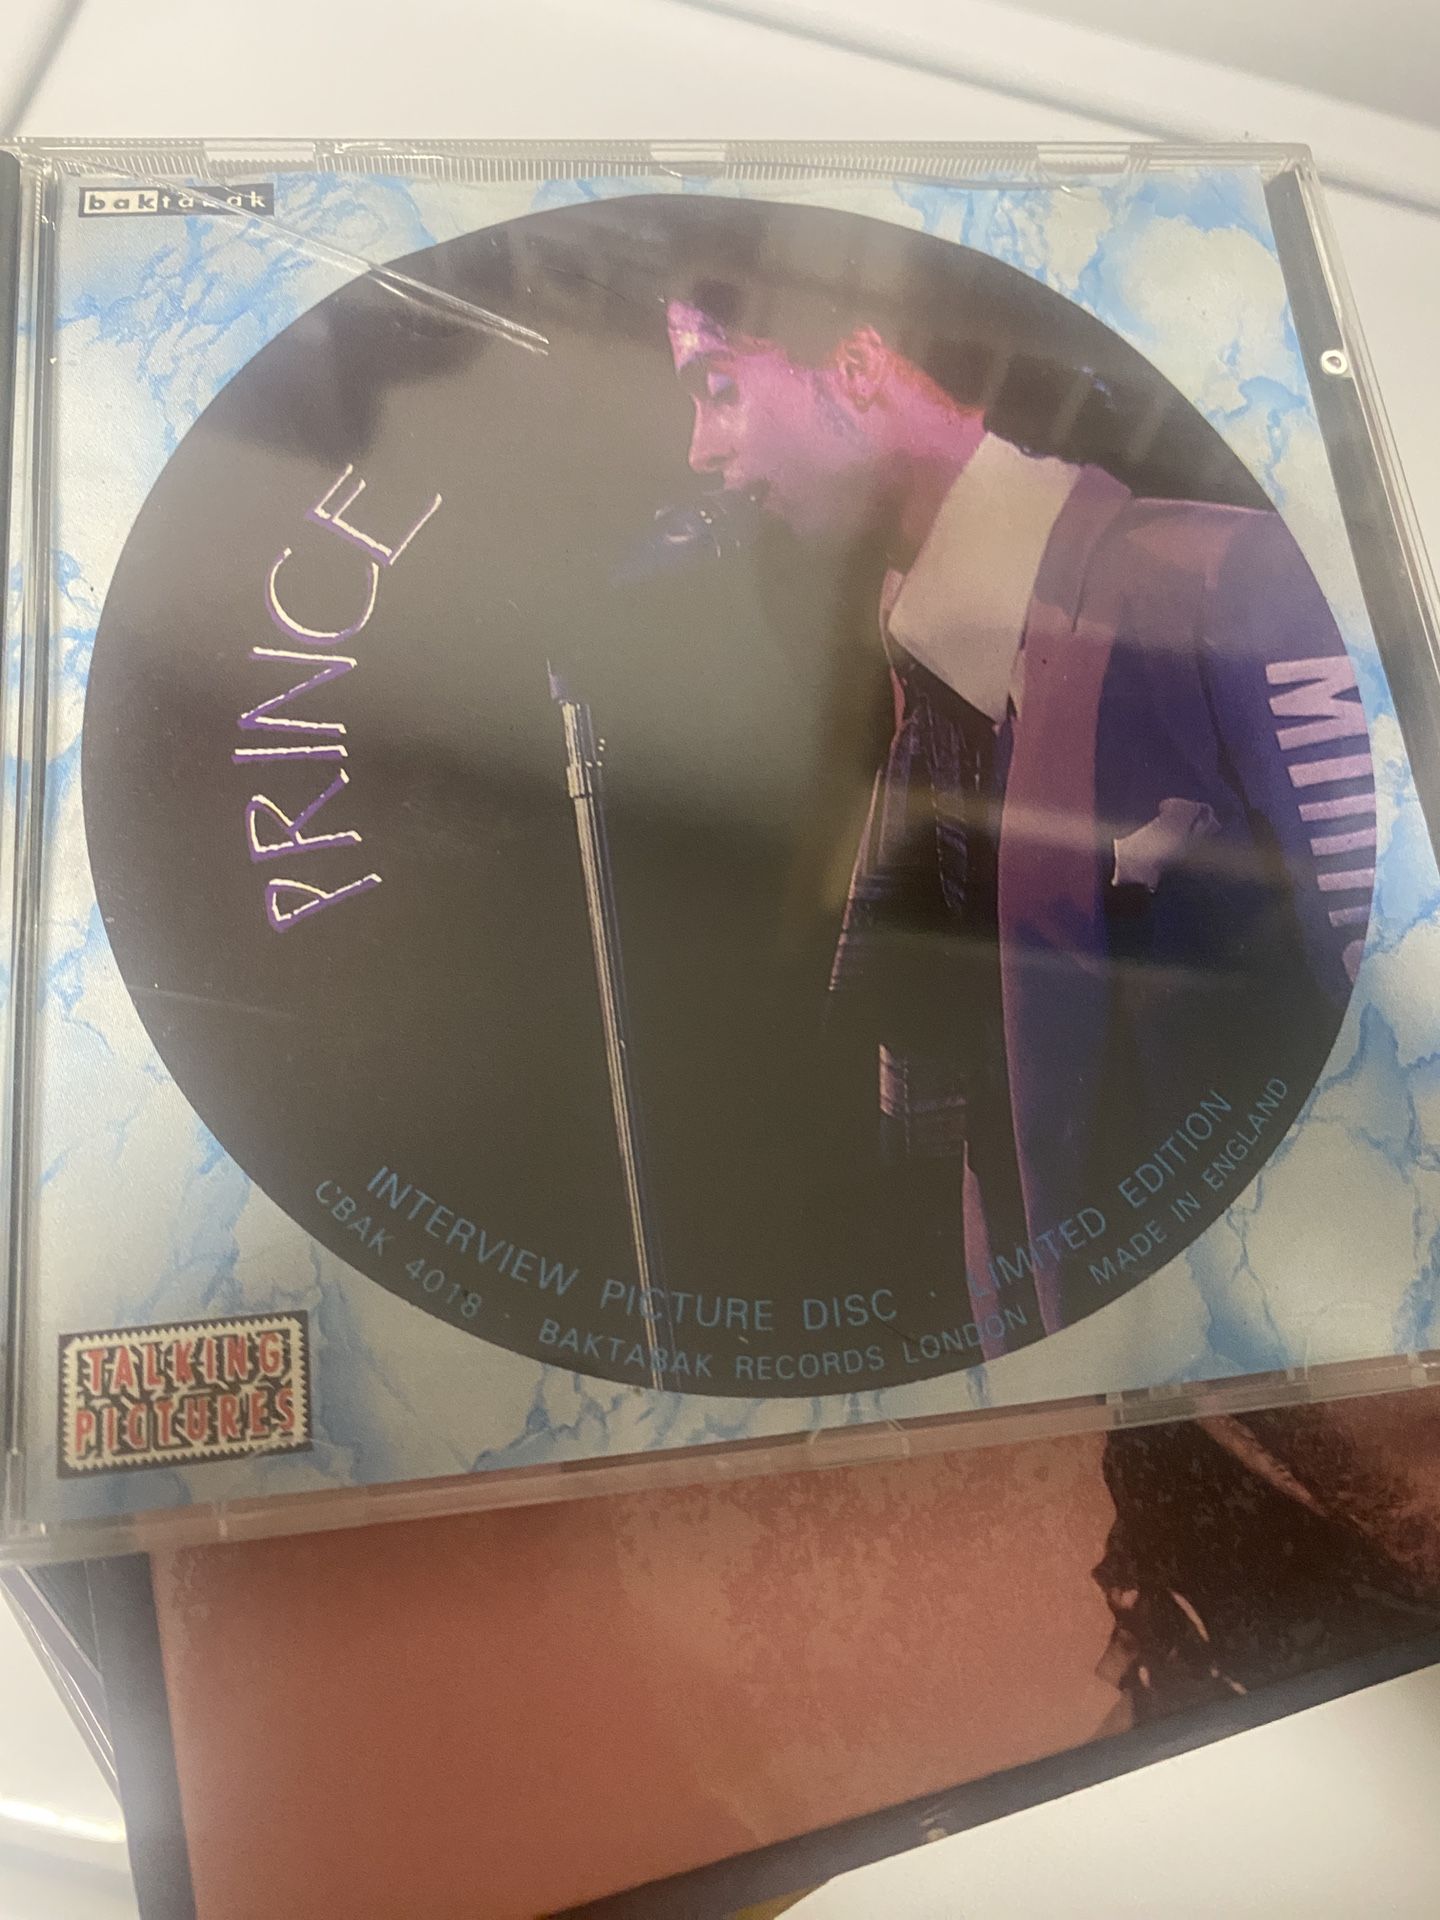 baktabak
PRINCE
INTERVIEW PICTURE DISC · LIMITED EDITION
CBAK 4018 · BAKTABAK RECORDS LONDON MADE IN ENGLAND
TALKING
PICTURES